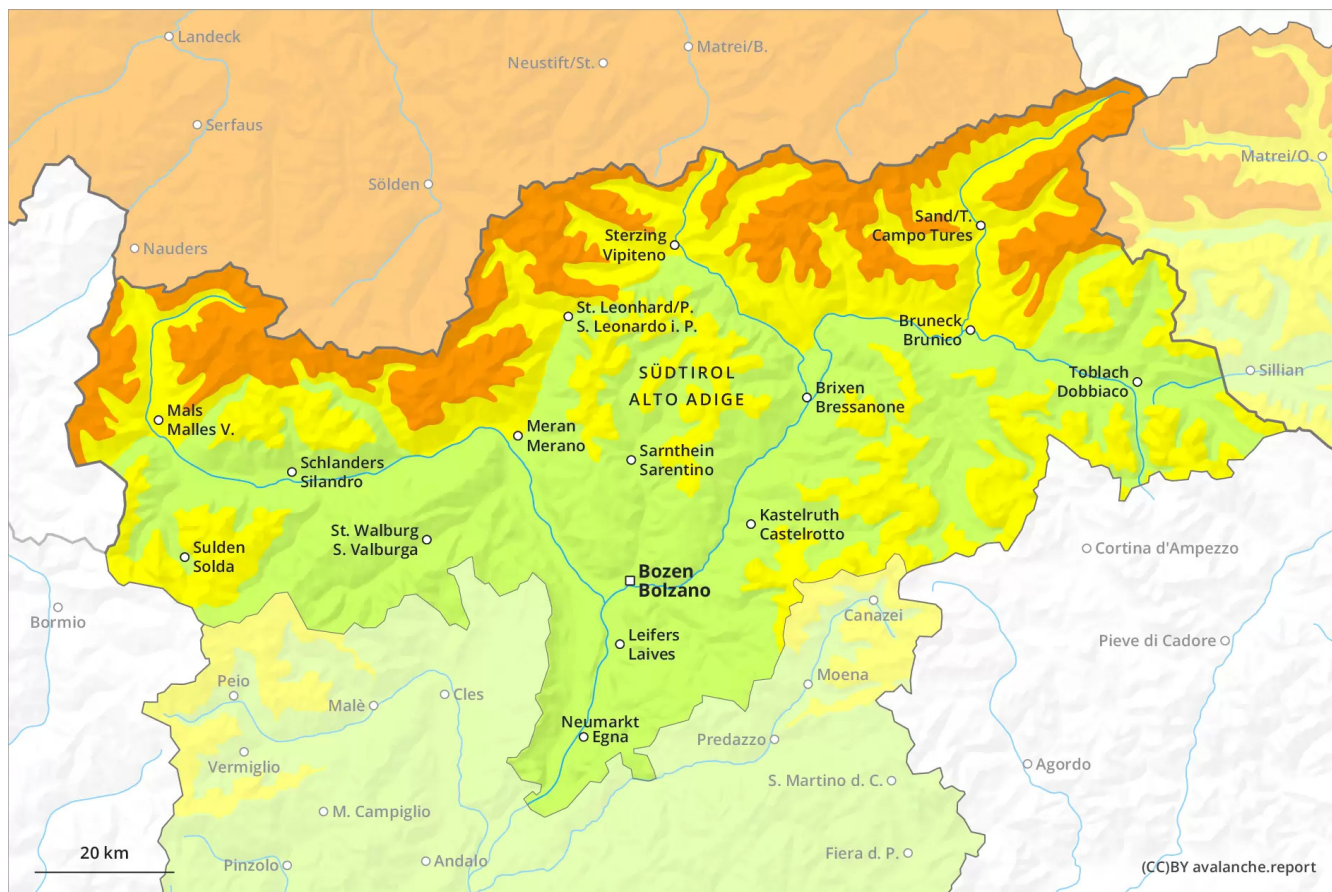 Landeck
Matrei/B.
Neustift/St.
Serfaus
Matrei/O.
Sölden
Sand/T.
Campo Tures
Sterzing
Vipiteno
Nauders
St. Leonhard/P.
S. Leonardo i. P.
Bruneck
Brunico
SÜDTIROL
ALTO ADIGE
Toblach
Dobbiaco
Sillian
Brixen
Bressanone
Mals
Malles V.
Meran
Merano
Sarnthein
Sarentino
Schlanders
Silandro
Kastelruth
Castelrotto
St. Walburg
S. Valburga
Sulden
Solda
Cortina d'Ampezzo
Bozen
Bolzano
Bormio
Canazei
Leifers
Laives
Pieve di Cadore
Peio
Moena
Malè
Cles
Neumarkt
Egna
Predazzo
Vermiglio
Agordo
S. Martino d. C.
M. Campiglio
20 km
Pinzolo
Andalo
Fiera d. P.
(CC)BY avalanche.report